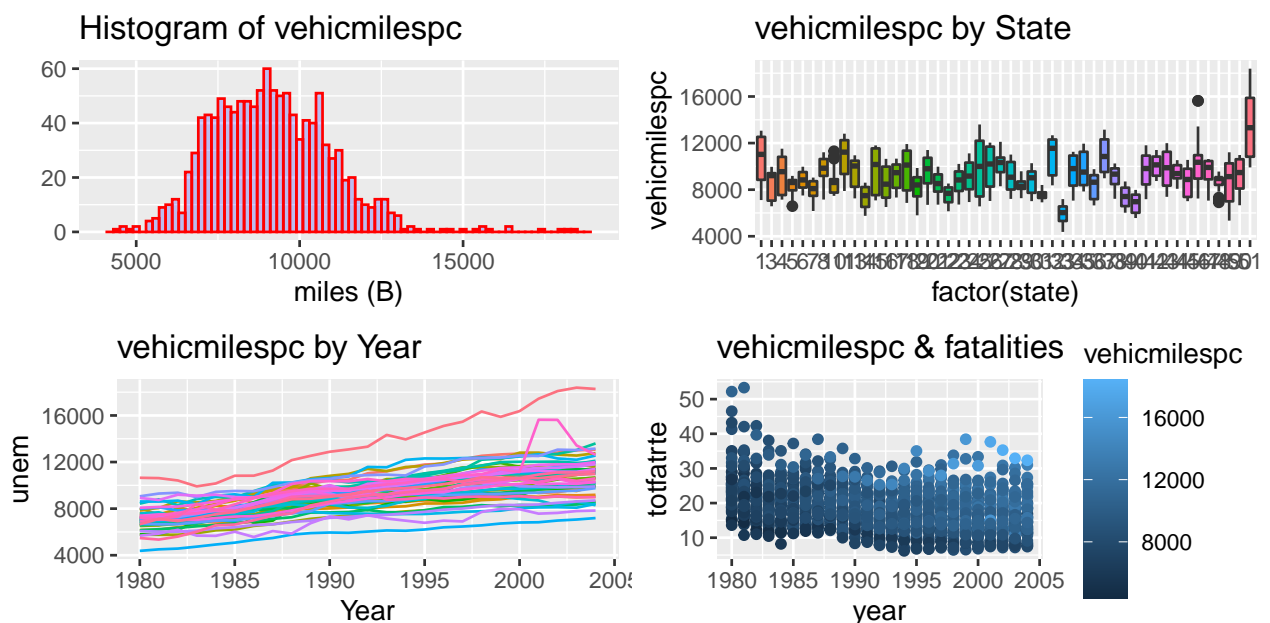 Histogram of vehicmilespc
60
40
20
0
5000 10000 15000
miles (B)
vehicmilespc by State
vehicmilespc
16000
12000
8000
4000
factor(state)
vehicmilespc by Year
unem
16000
12000
8000
4000
1980 1985 1990 1995 2000 2005
Year
vehicmilespc & fatalities
totfatrte
50
40
30
20
10
1980 1985 1990 1995 2000 2005
year
vehicmilespc
16000
12000
8000